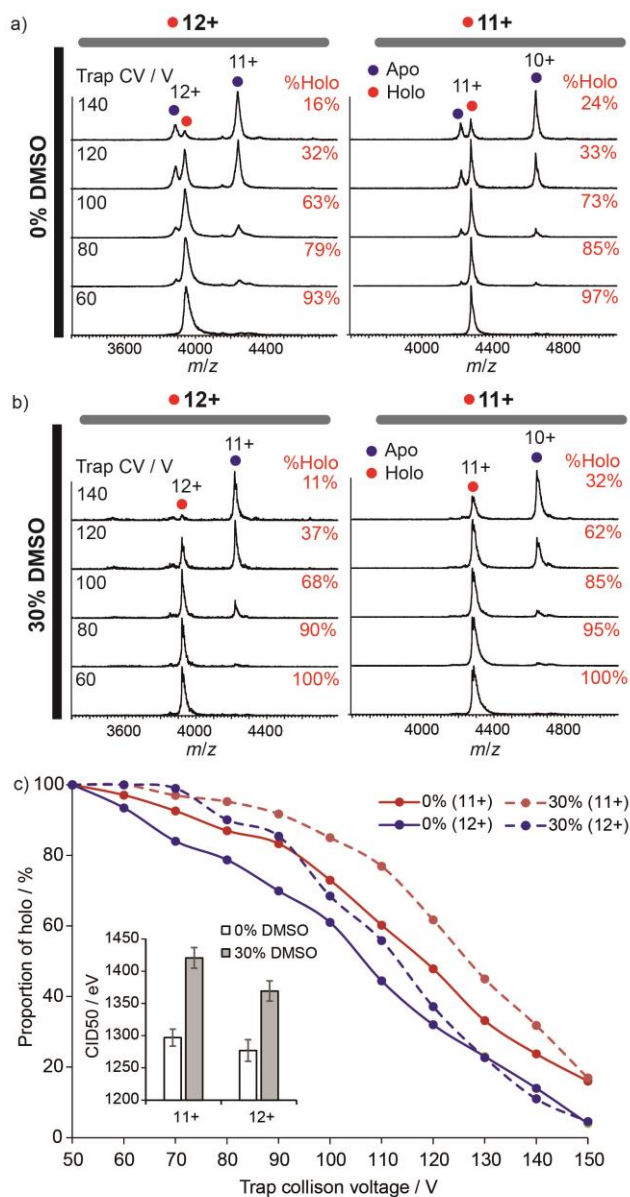 a)
12+
11+
Trap CV / V
12+
11+
%Holo
Apo
Holo
11+
10+
%Holo
140
16%
24%
120
32%
33%
100
63%
73%
80
79%
85%
60
93%
97%
0% DMSO
3600 4000 4400
4000 4400 4800
m/z
m/z
b)
12+
11+
Trap CV / V
12+
11+
%Holo
Apo
Holo
11+
10+
%Holo
140
11%
32%
120
37%
62%
100
68%
85%
80
90%
95%
60
100%
100%
30% DMSO
3600 4000 4400
4000 4400 4800
m/z
m/z
c)
0% (11+) 30% (11+)
0% (12+) 30% (12+)
Proportion of holo / %
100
80
60
40
20
0
0% DMSO
30% DMSO
CID50 / eV
1450
1400
1350
1300
1250
1200
11+ 12+
50 60 70 80 90 100 110 120 130 140 150
Trap collison voltage / V